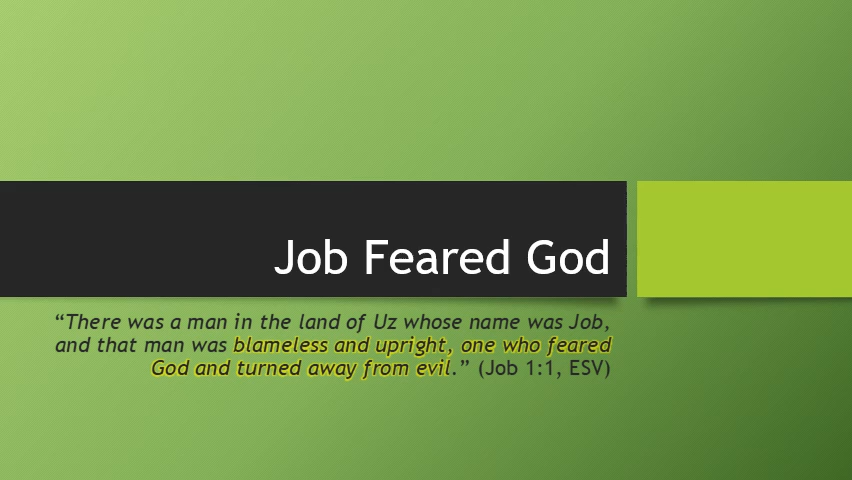 Job Feared God
“There was a man in the land of Uz whose name was Job,
and that man was blameless and upright, one who feared
God and turned away from evil.” (Job 1:1, ESV)